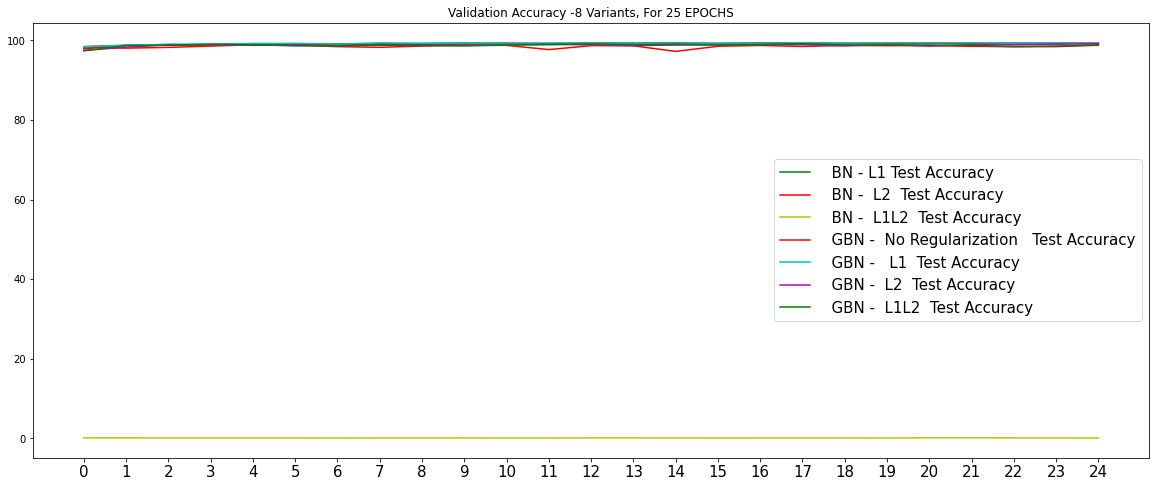 Validation Accuracy -8 Variants, For 25 EPOCHS
100
80
60
40
20
0
BN - L1 Test Accuracy
BN -  L2  Test Accuracy
BN -  L1L2  Test Accuracy
GBN -  No Regularization   Test Accuracy
GBN -   L1  Test Accuracy
GBN -  L2  Test Accuracy
GBN -  L1L2  Test Accuracy
0 1 2 3 4 5 6 7 8 9 10 11 12 13 14 15 16 17 18 19 20 21 22 23 24